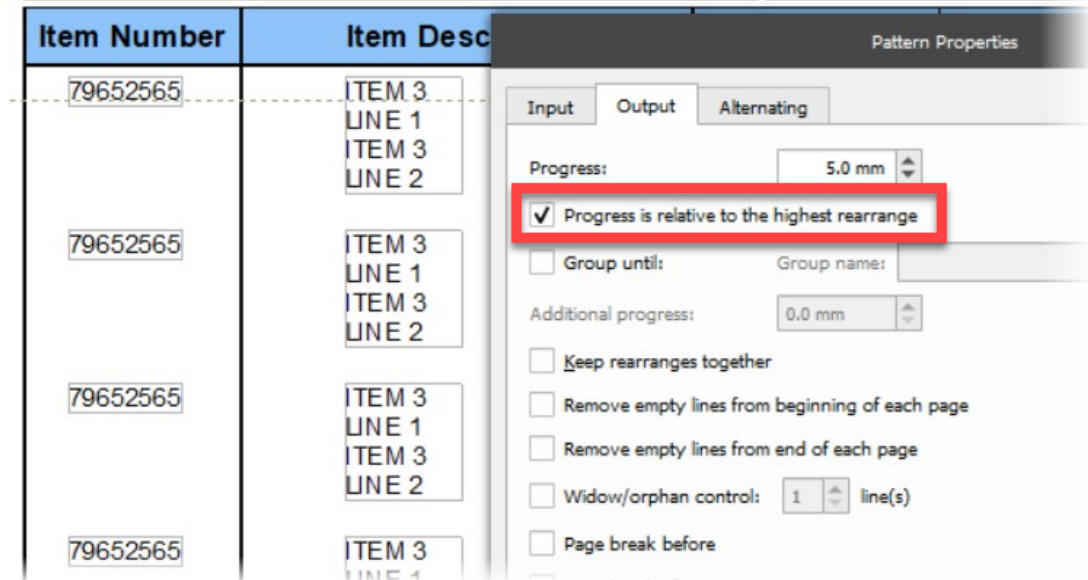 Item Number
Item Desc
79652565
ITEM 3
LINE 1
ITEM 3
LINE 2
79652565
ITEM 3
LINE 1
ITEM 3
LINE 2
79652565
ITEM 3
LINE 1
ITEM 3
LINE 2
79652565
ITEM 3
LINE 1
Pattern Properties
Input
Output
Alternating
Progress:
5.0 mm
Progress is relative to the highest rearrange
Group until:
Group name:
Additional progress:
0.0 mm
Keep rearranges together
Remove empty lines from beginning of each page
Remove empty lines from end of each page
Widow/orphan control: 1 line(s)
Page break before